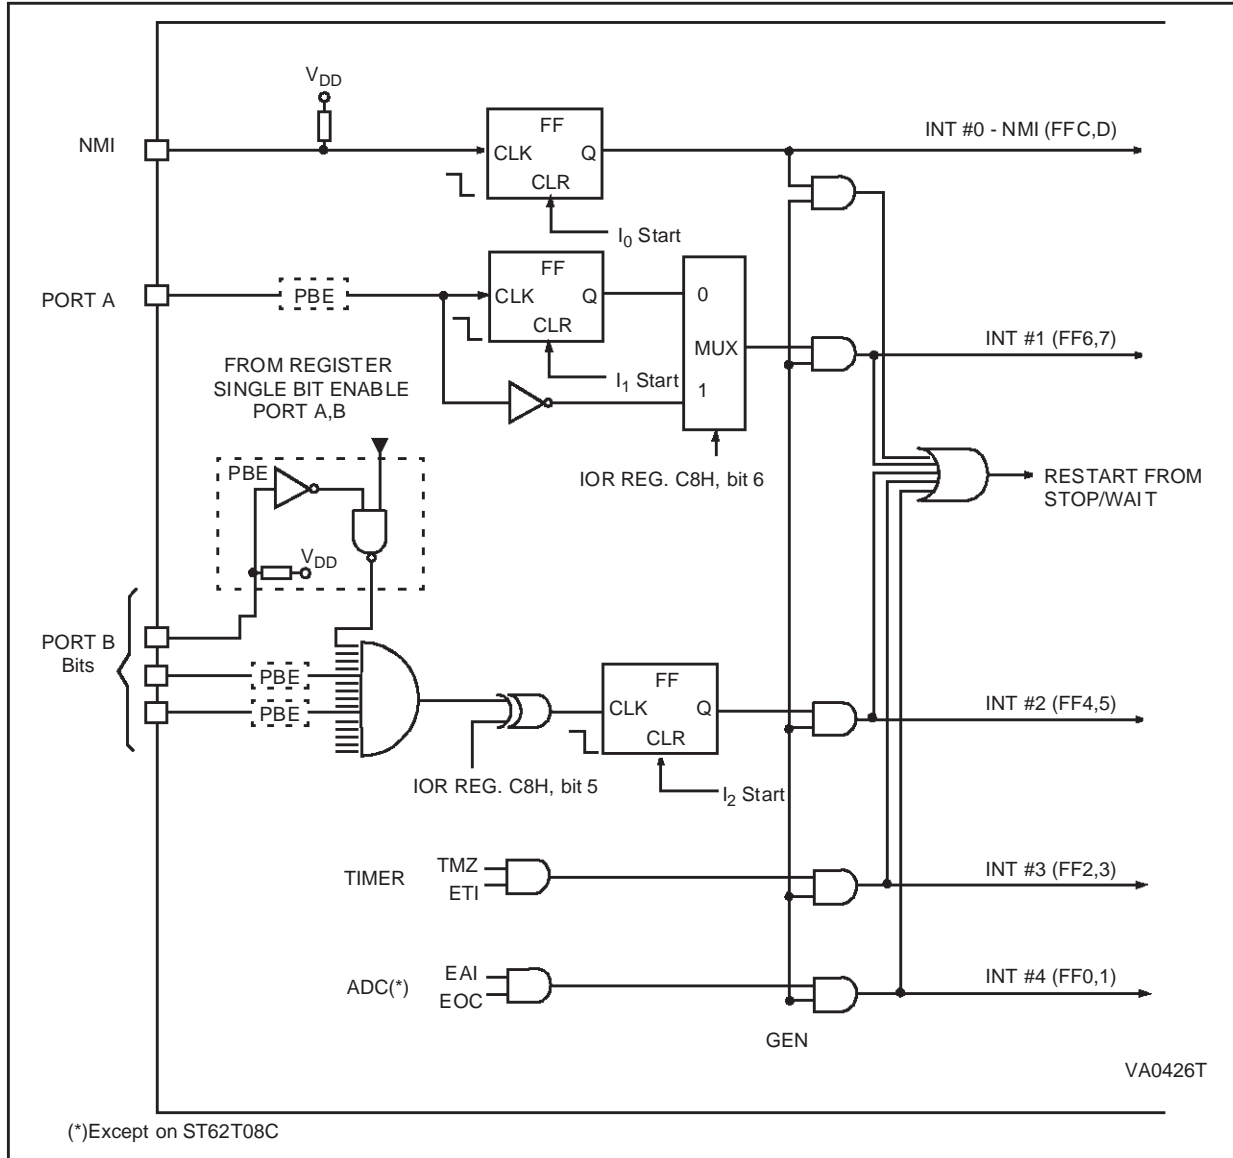 VDD
NMI
FF
CLK
Q
CLR
I0 Start
INT #0 - NMI (FFC,D)
PORT A
PBE
FF
CLK
Q
CLR
I1 Start
0
MUX
1
INT #1 (FF6,7)
FROM REGISTER
SINGLE BIT ENABLE
PORT A,B
IOR REG. C8H, bit 6
PBE
VDD
RESTART FROM
STOP/WAIT
PORT B
Bits
PBE
PBE
FF
CLK
Q
CLR
IOR REG. C8H, bit 5
I2 Start
INT #2 (FF4,5)
TIMER
TMZ
ETI
INT #3 (FF2,3)
ADC(*)
EAI
EOC
INT #4 (FF0,1)
GEN
VA0426T
(*)Except on ST62T08C